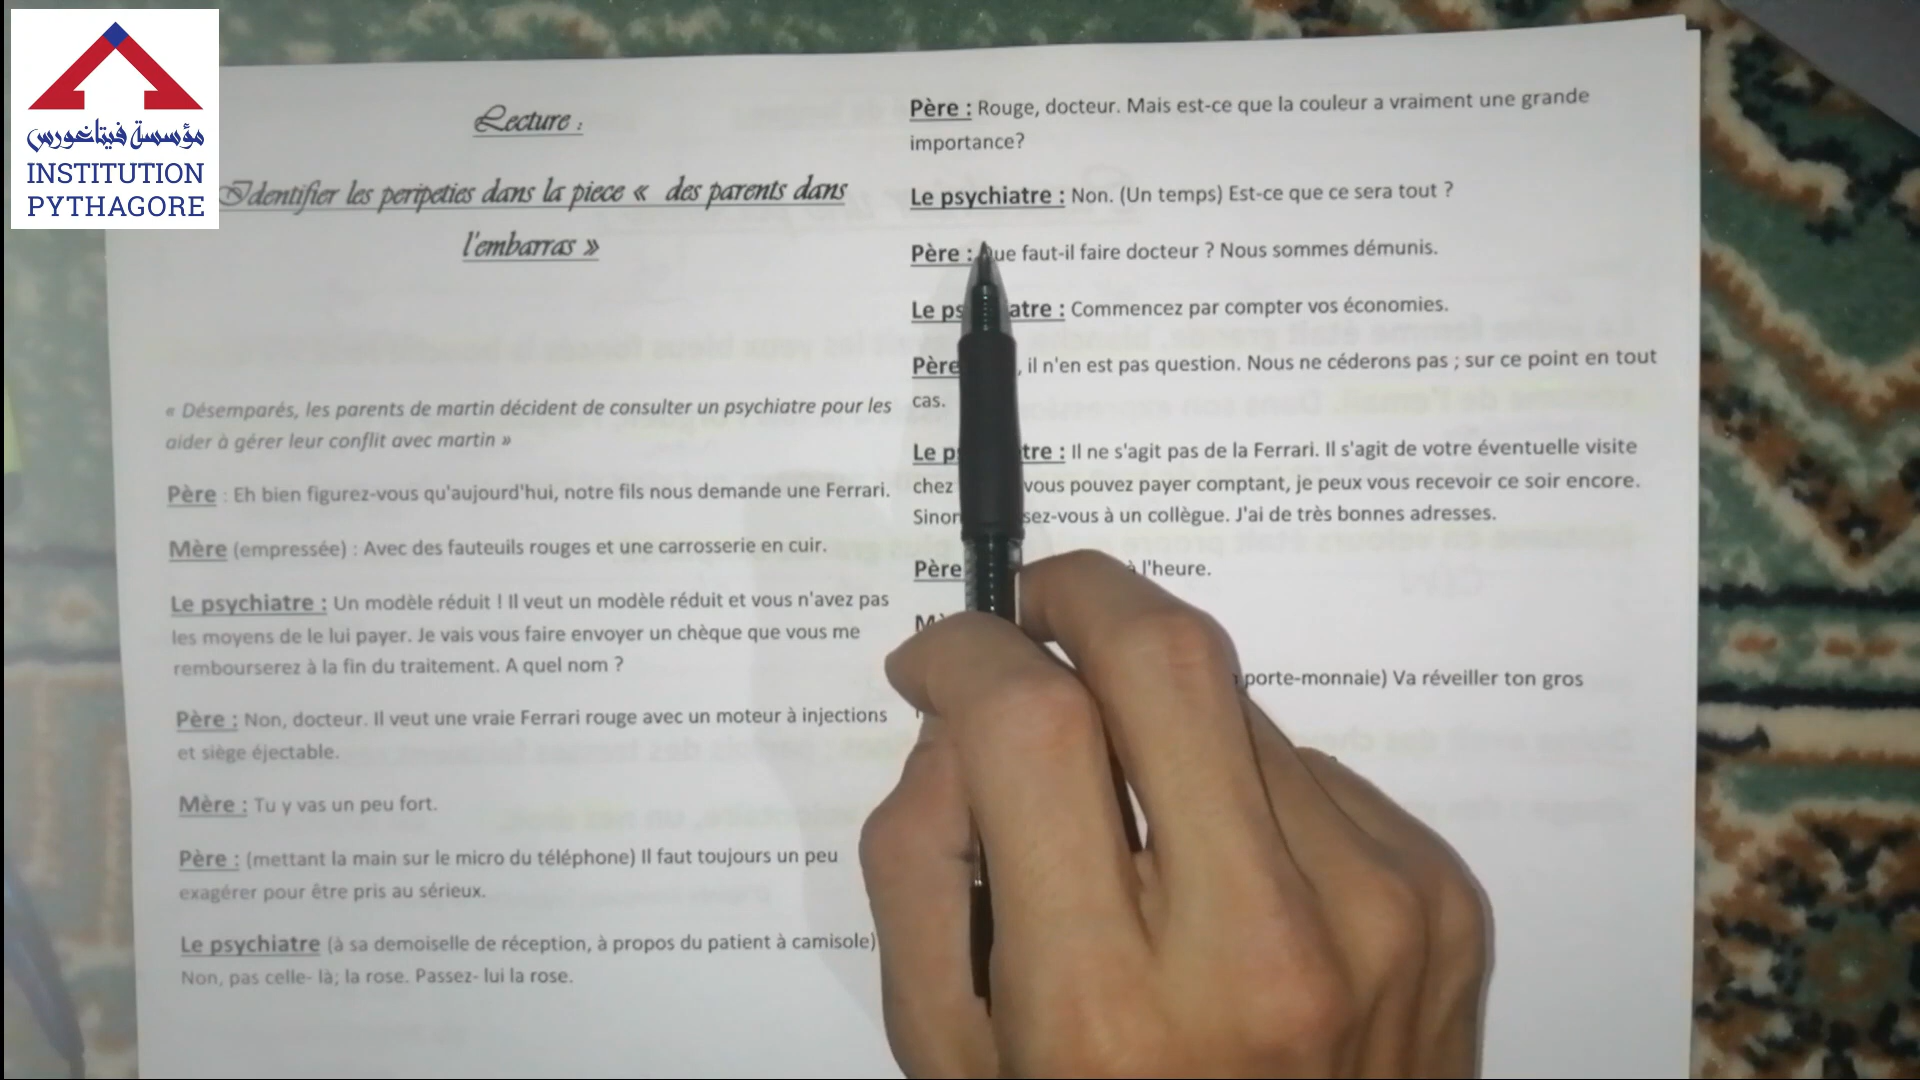 مؤسسة فيتاغورس
INSTITUTION
PYTHAGORE
Lecture :
Identifier les peripeties dans la piece « des parents dans
l'embarras »
« Désemparés, les parents de martin décident de consulter un psychiatre pour les
aider à gérer leur conflit avec martin »
Père : Eh bien figurez-vous qu'aujourd'hui, notre fils nous demande une Ferrari.
Mère (empressée) : Avec des fauteuils rouges et une carrosserie en cuir.
Le psychiatre : Un modèle réduit ! Il veut un modèle réduit et vous n'avez pas
les moyens de le lui payer. Je vais vous faire envoyer un chèque que vous me
rembourserez à la fin du traitement. A quel nom ?
Père : Non, docteur. Il veut une vraie Ferrari rouge avec un moteur à injections
et siège éjectable.
Mère : Tu y vas un peu fort.
Père : (mettant la main sur le micro du téléphone) Il faut toujours un peu
exagérer pour être pris au sérieux.
Le psychiatre (à sa demoiselle de réception, à propos du patient à camisole)
Non, pas celle- là; la rose. Passez- lui la rose.
Père : Rouge, docteur. Mais est-ce que la couleur a vraiment une grande
importance?
Le psychiatre : Non. (Un temps) Est-ce que ce sera tout ?
Père : Que faut-il faire docteur ? Nous sommes démunis.
Le ps atre : Commencez par compter vos économies.
Père , il n'en est pas question. Nous ne céderons pas ; sur ce point en tout
cas.
Le p tre : Il ne s'agit pas de la Ferrari. Il s'agit de votre éventuelle visite
chez vous pouvez payer comptant, je peux vous recevoir ce soir encore.
Sinon sez-vous à un collègue. J'ai de très bonnes adresses.
Père à l'heure.
porte-monnaie) Va réveiller ton gros